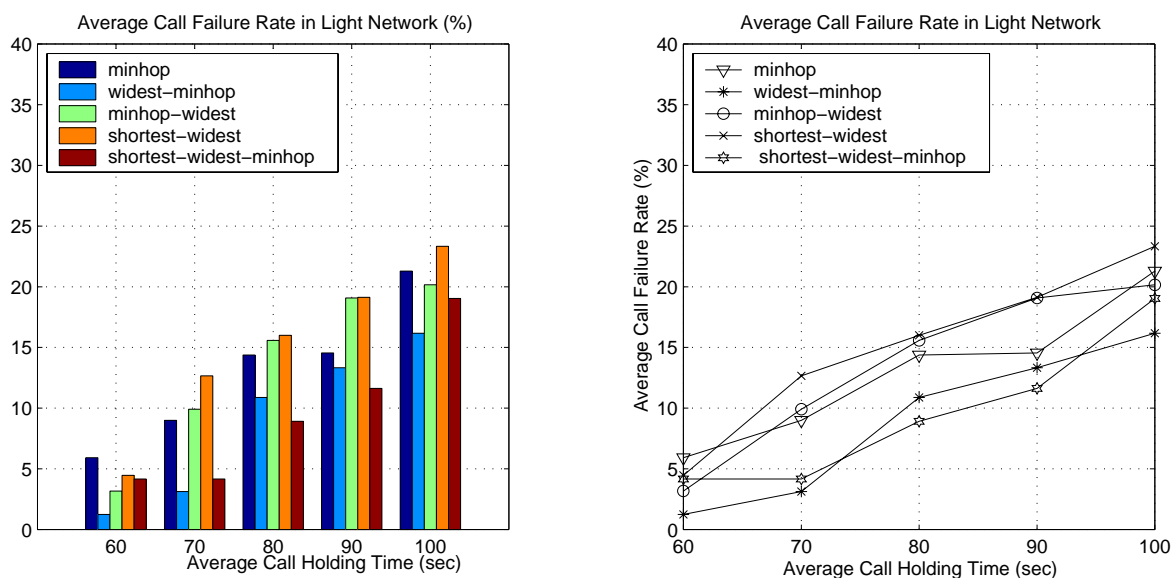 Average Call Failure Rate in Light Network (%)
40
35
30
25
20
15
10
5
0
minhop
widest−minhop
minhop−widest
shortest−widest
shortest−widest−minhop
60 70 80 90 100
Average Call Holding Time (sec)
Average Call Failure Rate in Light Network
Average Call Failure Rate (%)
40
35
30
25
20
15
10
5
0
minhop
widest−minhop
minhop−widest
shortest−widest
shortest−widest−minhop
60 70 80 90 100
Average Call Holding Time (sec)